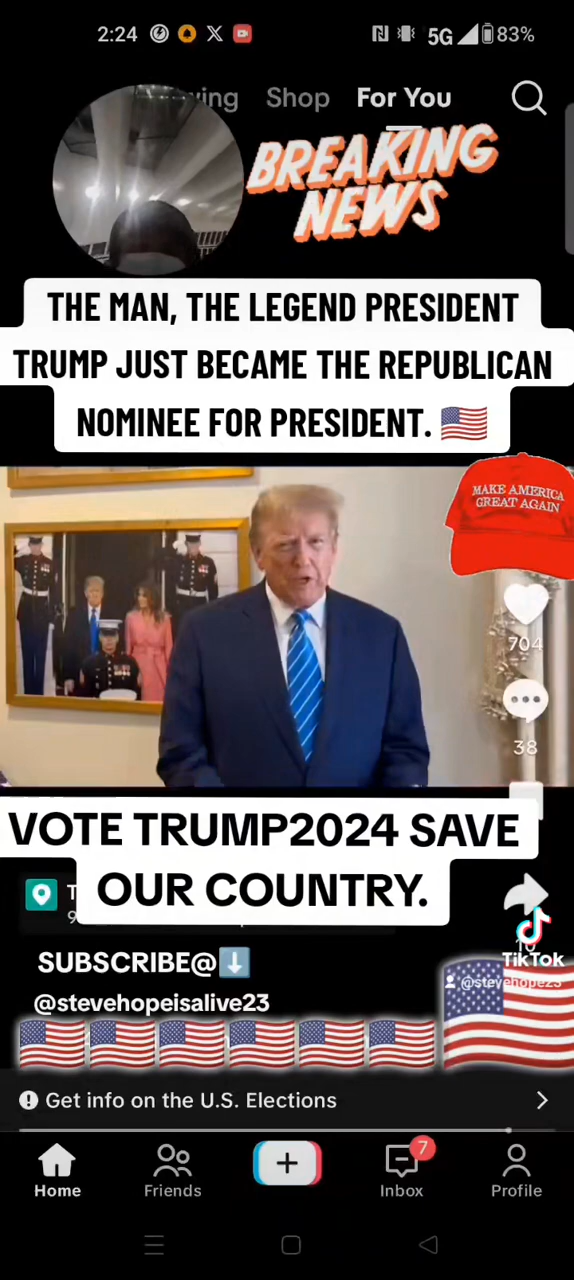 2:24
5G
83%
Shop
For You
BREAKING
NEWS
THE MAN, THE LEGEND PRESIDENT
TRUMP JUST BECAME THE REPUBLICAN
NOMINEE FOR PRESIDENT. 🇺🇸
MAKE AMERICA
GREAT AGAIN
704
38
VOTE TRUMP2024 SAVE
OUR COUNTRY.
TikTok
@stevehope23
SUBSCRIBE@⬇️
@stevehopeisalive23
Get info on the U.S. Elections
7
Home
Friends
Inbox
Profile